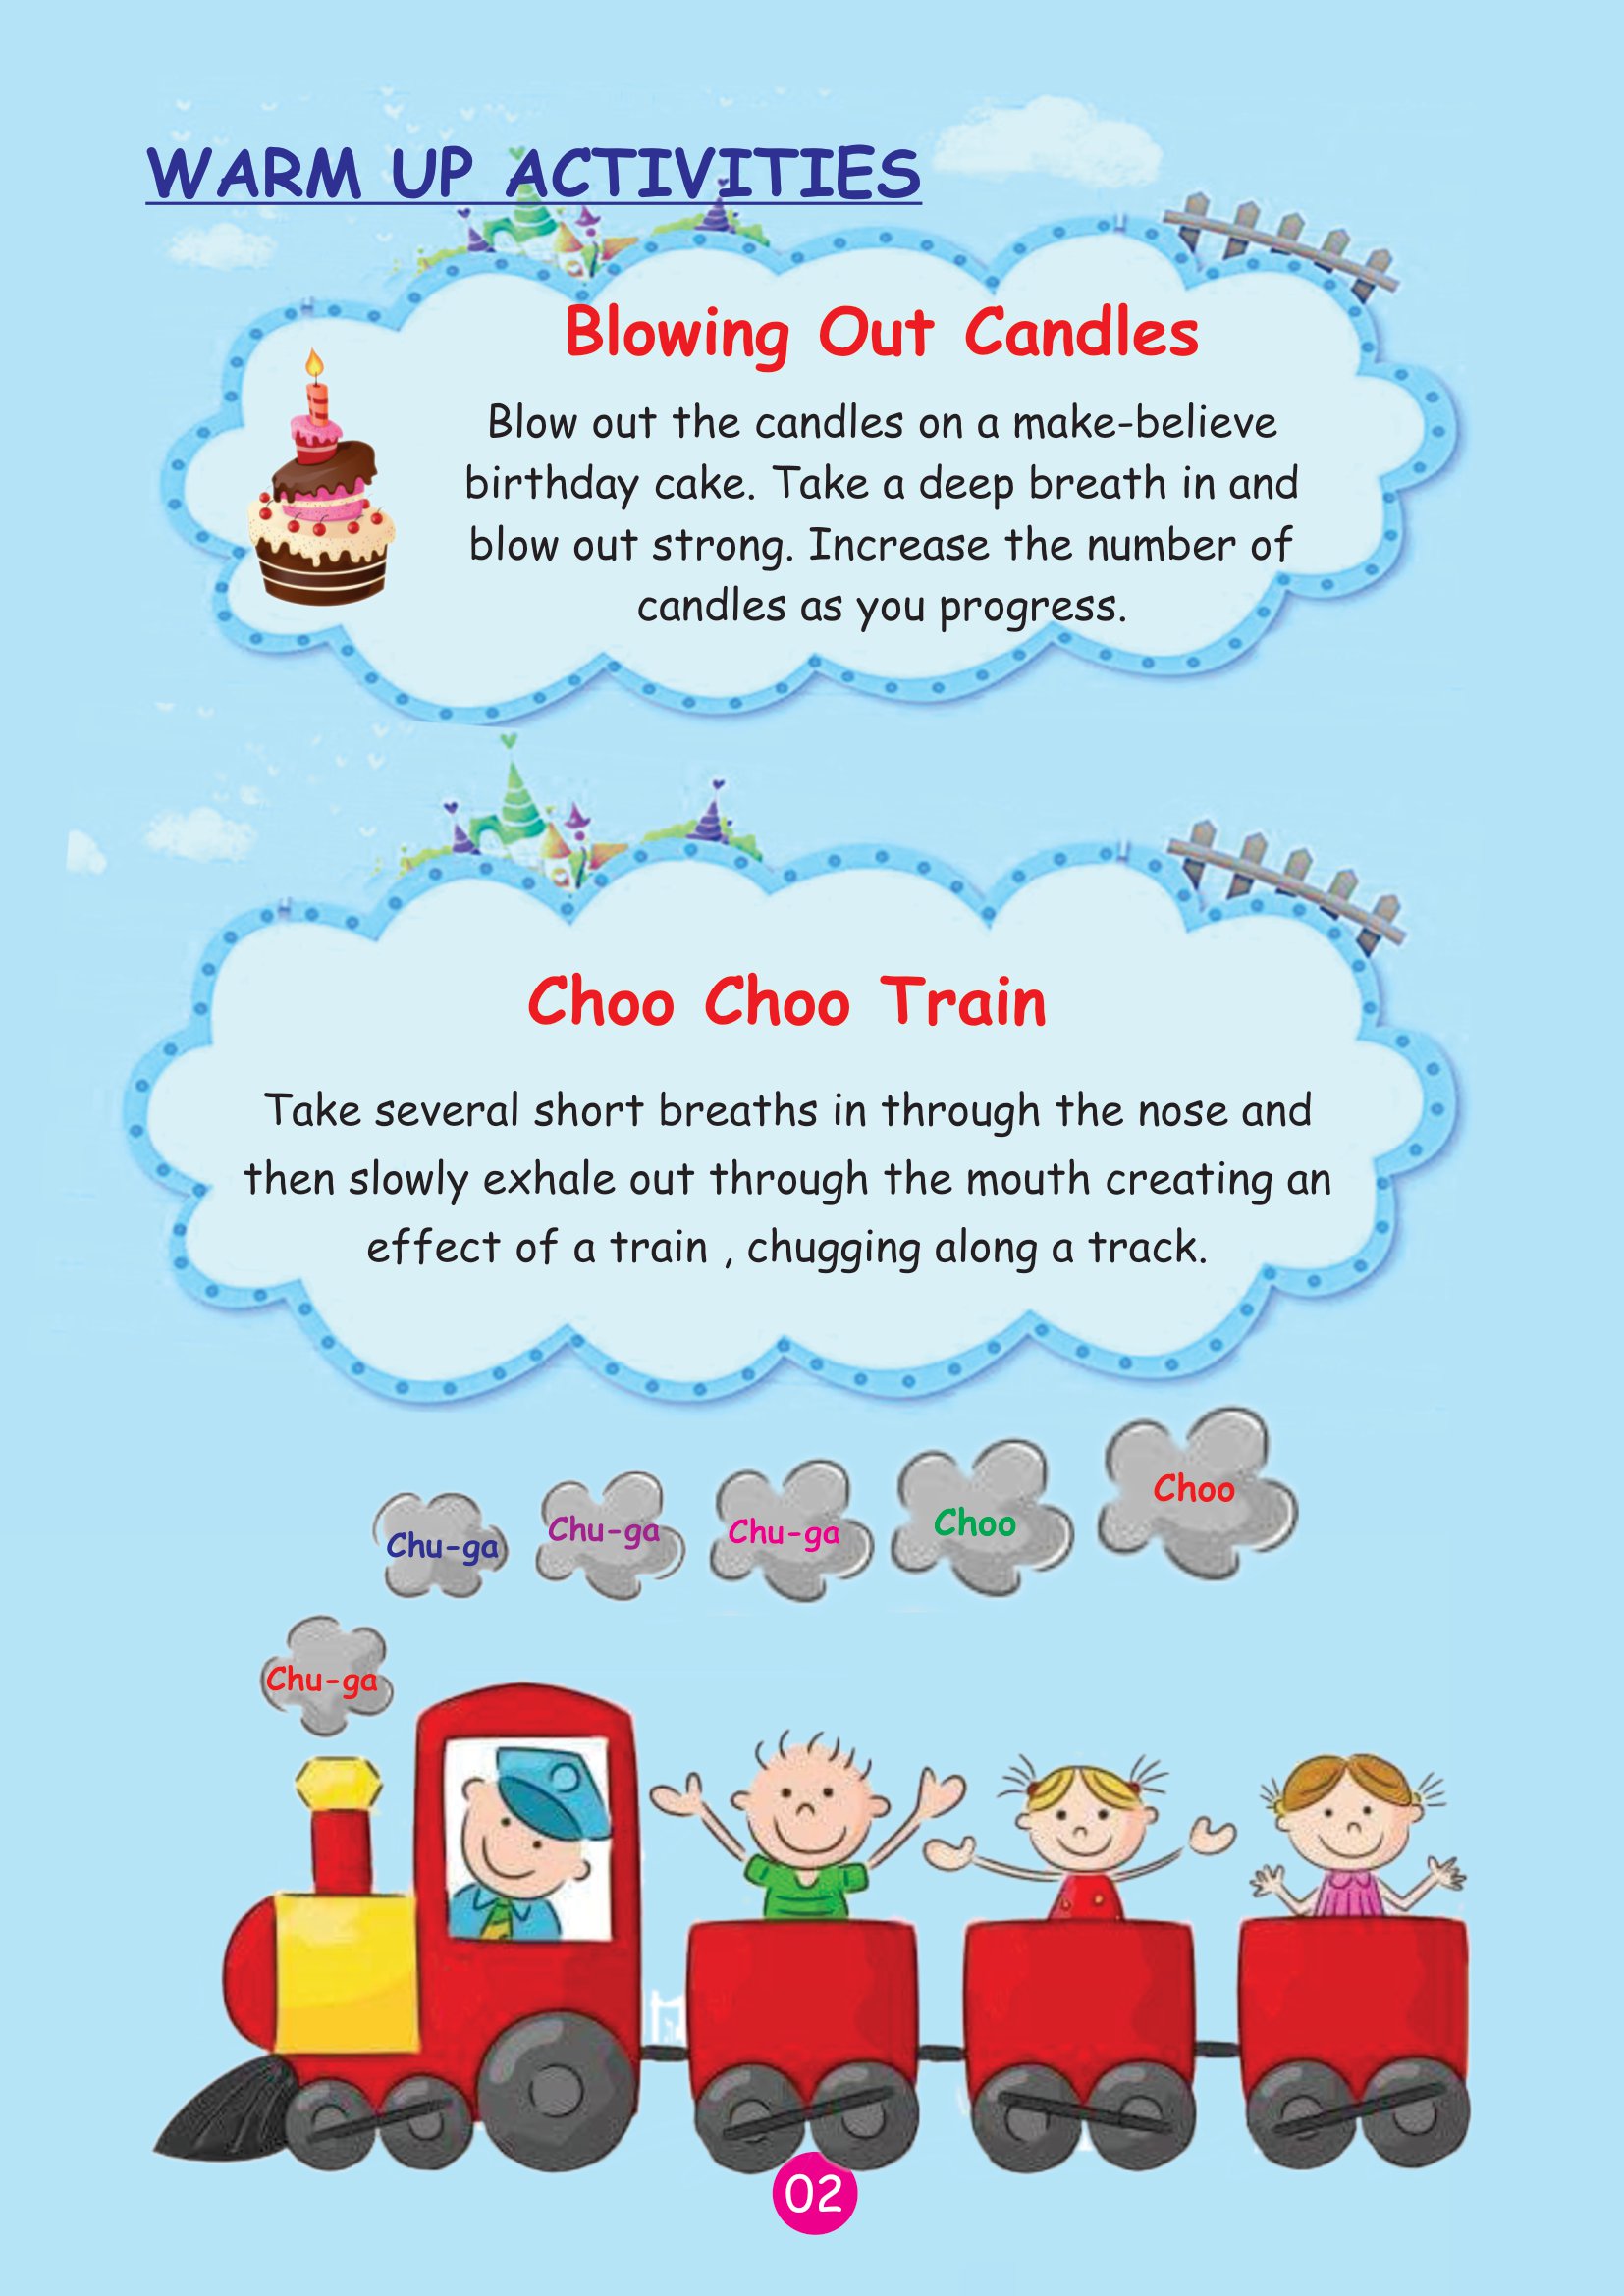 WARM UP ACTIVITIES
Blowing Out Candles
Blow out the candles on a make-believe
birthday cake. Take a deep breath in and
blow out strong. Increase the number of
candles as you progress.
Choo Choo Train
Take several short breaths in through the nose and
then slowly exhale out through the mouth creating an
effect of a train , chugging along a track.
Chu-ga
Chu-ga
Chu-ga
Chu-ga
Choo
Choo
02